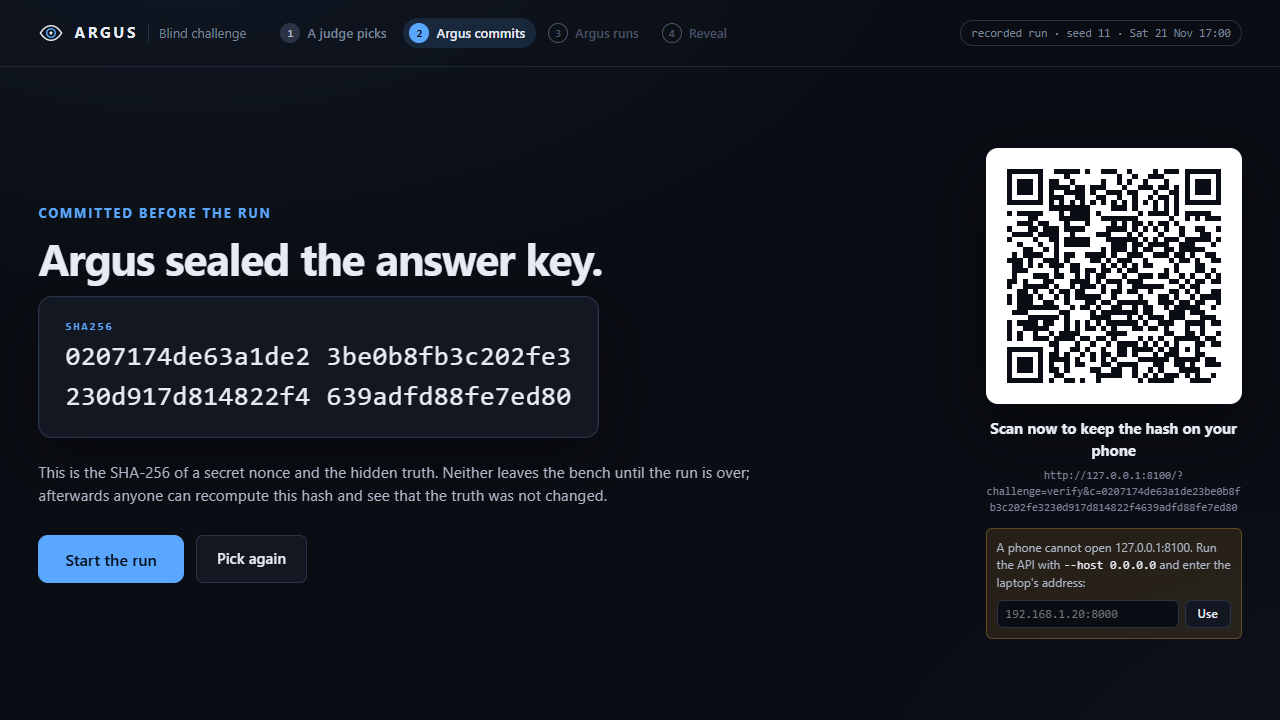 ARGUS
Blind challenge
1 A judge picks
2 Argus commits
3 Argus runs
4 Reveal
recorded run · seed 11 · Sat 21 Nov 17:00
COMMITTED BEFORE THE RUN
Argus sealed the answer key.
SHA256
0207174de63a1de2 3be0b8fb3c202fe3
230d917d814822f4 639adfd88fe7ed80
This is the SHA-256 of a secret nonce and the hidden truth. Neither leaves the bench until the run is over;
afterwards anyone can recompute this hash and see that the truth was not changed.
Start the run
Pick again
Scan now to keep the hash on your
phone
http://127.0.0.1:8100/?
challenge=verify&c=0207174de63a1de23be0b8f
b3c202fe3230d917d814822f4639adfd88fe7ed80
A phone cannot open 127.0.0.1:8100. Run
the API with --host 0.0.0.0 and enter the
laptop's address:
192.168.1.20:8000
Use